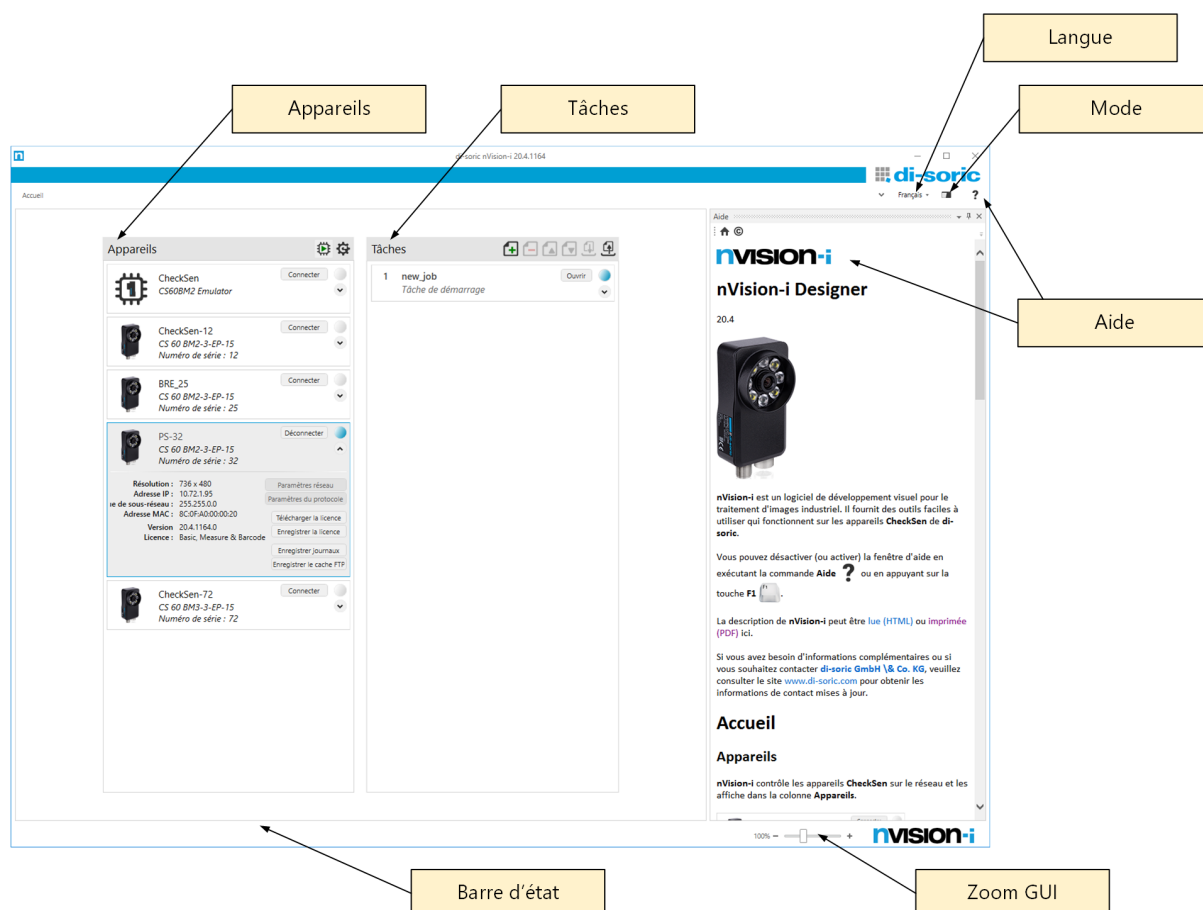 Langue
Appareils
Tâches
Mode
di-soric nVision-i 20.4.1164
di-soric
Accueil
Français
?
Aide
Appareils
Tâches
nvision-i
CheckSen
CS60BM2 Emulator
Connecter
1 new_job
Tâche de démarrage
Ouvrir
nVision-i Designer
20.4
Aide
CheckSen-12
CS 60 BM2-3-EP-15
Numéro de série : 12
Connecter
BRE_25
CS 60 BM2-3-EP-15
Numéro de série : 25
Connecter
PS-32
CS 60 BM2-3-EP-15
Numéro de série : 32
Déconnecter
Résolution : 736 x 480
Adresse IP : 10.72.1.95
ue de sous-réseau : 255.255.0.0
Adresse MAC : 8C:0F:A0:00:00:20
Version 20.4.1164.0
Licence : Basic, Measure & Barcode
Paramètres réseau
Paramètres du protocole
Télécharger la licence
Enregistrer la licence
Enregistrer journaux
Enregistrer le cache FTP
CheckSen-72
CS 60 BM3-3-EP-15
Numéro de série : 72
Connecter
nVision-i est un logiciel de développement visuel pour le
traitement d'images industriel. Il fournit des outils faciles à
utiliser qui fonctionnent sur les appareils CheckSen de di-
soric.
Vous pouvez désactiver (ou activer) la fenêtre d'aide en
exécutant la commande Aide ? ou en appuyant sur la
touche F1 .
La description de nVision-i peut être lue (HTML) ou imprimée
(PDF) ici.
Si vous avez besoin d'informations complémentaires ou si
vous souhaitez contacter di-soric GmbH \& Co. KG, veuillez
consulter le site www.di-soric.com pour obtenir les
informations de contact mises à jour.
Accueil
Appareils
nVision-i contrôle les appareils CheckSen sur le réseau et les
affiche dans la colonne Appareils.
100% − +
nvision-i
Barre d'état
Zoom GUI